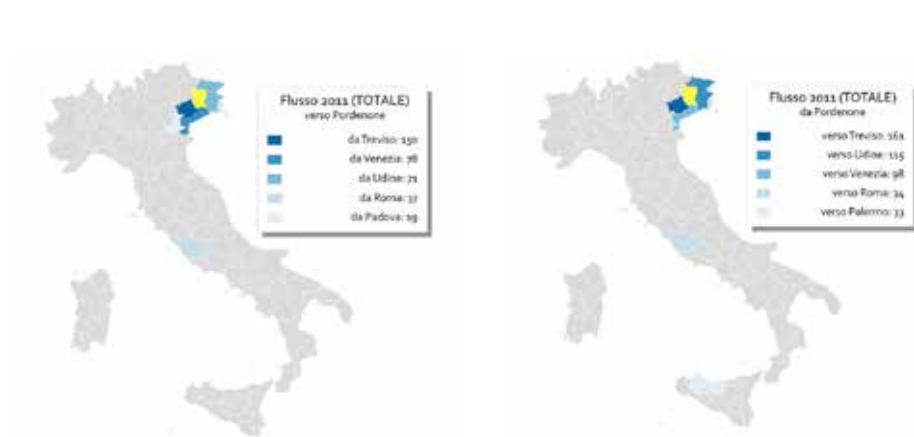 Flusso 2011 (TOTALE)
verso Pordenone
da Treviso: 150
da Venezia: 78
da Udine: 71
da Roma: 37
da Padova: 29
Flusso 2011 (TOTALE)
da Pordenone
verso Treviso: 161
verso Udine: 115
verso Venezia: 98
verso Roma: 34
verso Palermo: 33